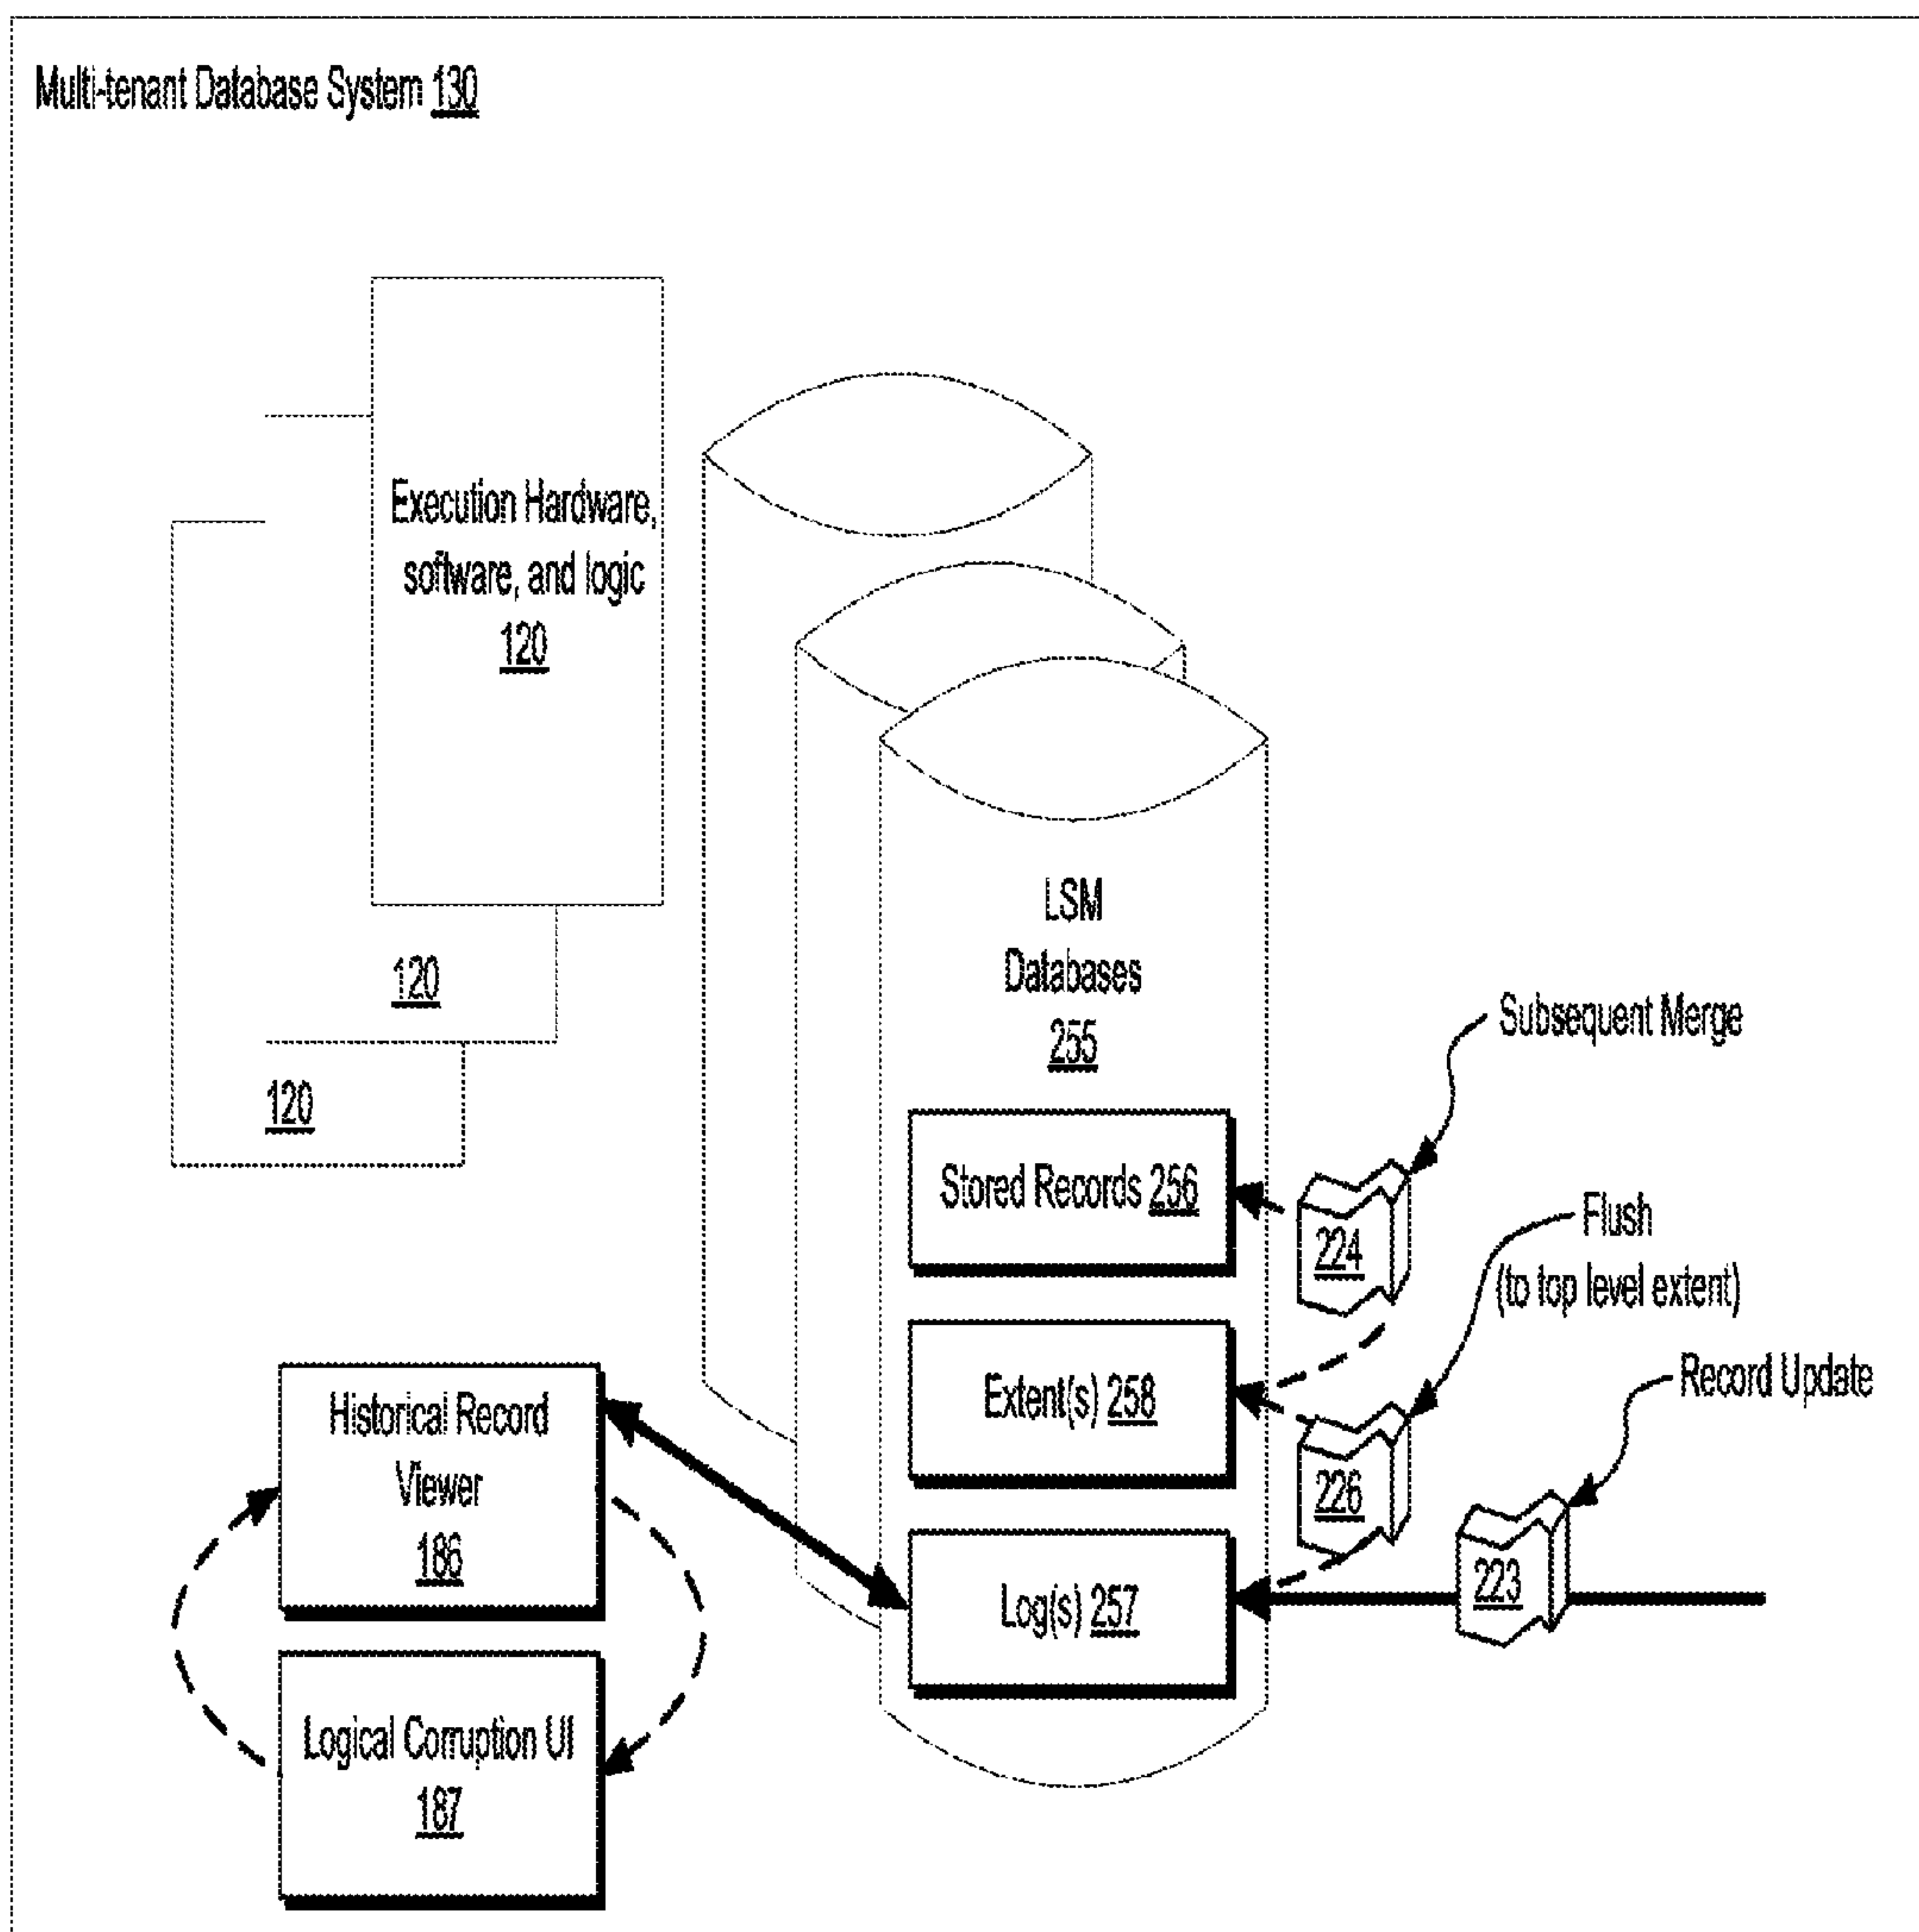 Multi-tenant Database System 130
Execution Hardware,
software, and logic
120
120
120
LSM
Databases
255
Stored Records 256
Extent(s) 258
Log(s) 257
Subsequent Merge
224
Flush
(to top level extent)
226
Record Update
223
Historical Record
Viewer
186
Logical Corruption UI
187